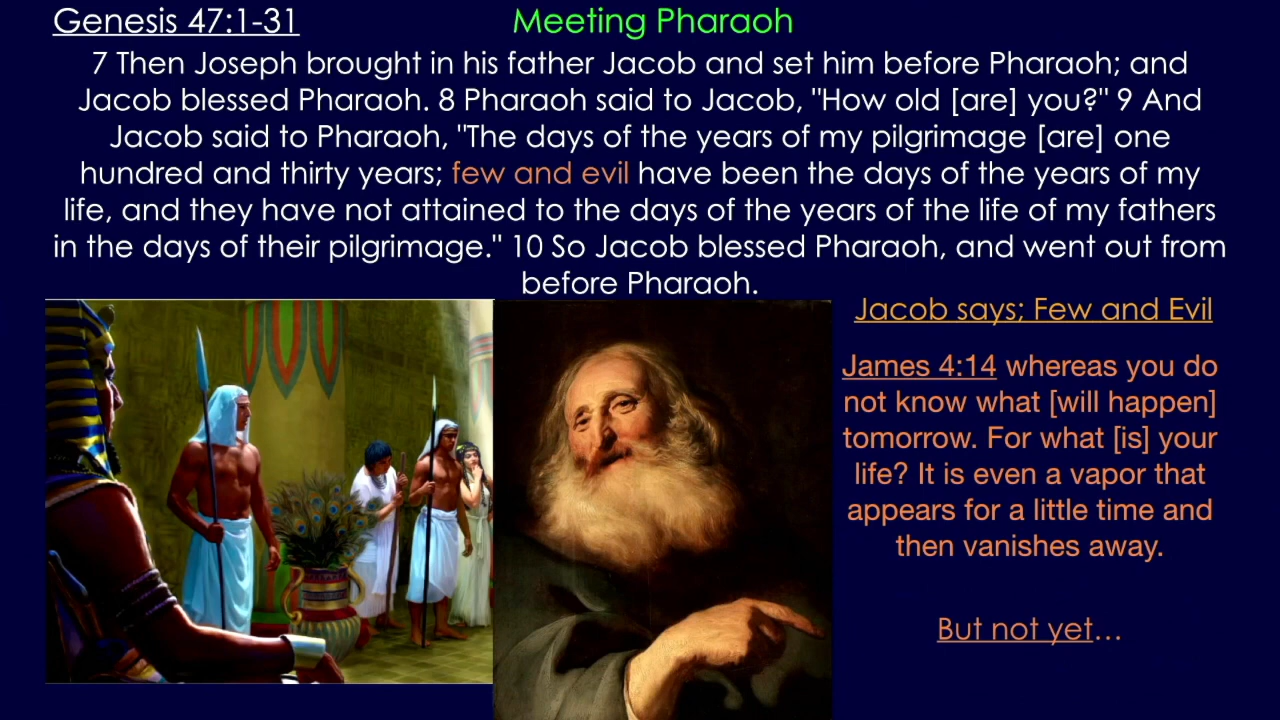 Genesis 47:1-31
Meeting Pharaoh
7 Then Joseph brought in his father Jacob and set him before Pharaoh; and
Jacob blessed Pharaoh. 8 Pharaoh said to Jacob, "How old [are] you?" 9 And
Jacob said to Pharaoh, "The days of the years of my pilgrimage [are] one
hundred and thirty years; few and evil have been the days of the years of my
life, and they have not attained to the days of the years of the life of my fathers
in the days of their pilgrimage." 10 So Jacob blessed Pharaoh, and went out from
before Pharaoh.
Jacob says; Few and Evil
James 4:14 whereas you do
not know what [will happen]
tomorrow. For what [is] your
life? It is even a vapor that
appears for a little time and
then vanishes away.
But not yet…